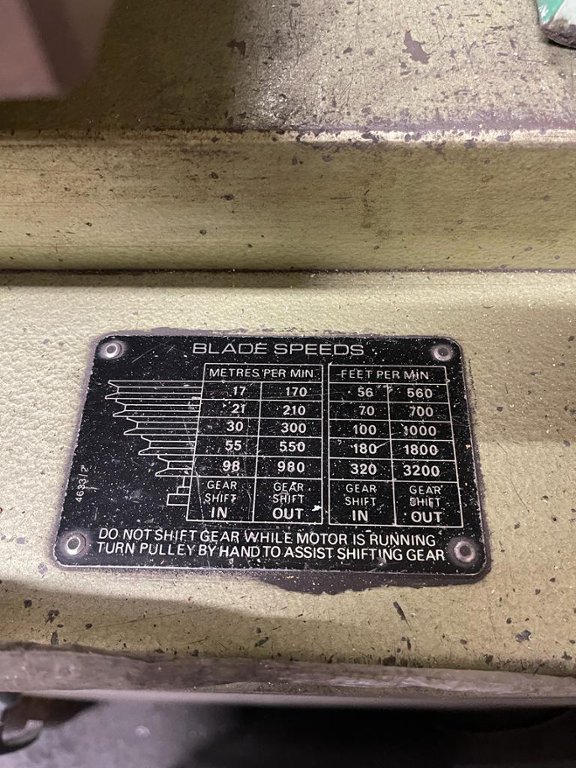 BLADE SPEEDS
METRES PER MIN. FEET PER MIN.
17 170 56 560
21 210 70 700
30 300 100 1000
55 550 180 1800
98 980 320 3200
GEAR GEAR GEAR GEAR
SHIFT SHIFT SHIFT SHIFT
IN OUT IN OUT
4633/2
DO NOT SHIFT GEAR WHILE MOTOR IS RUNNING
TURN PULLEY BY HAND TO ASSIST SHIFTING GEAR